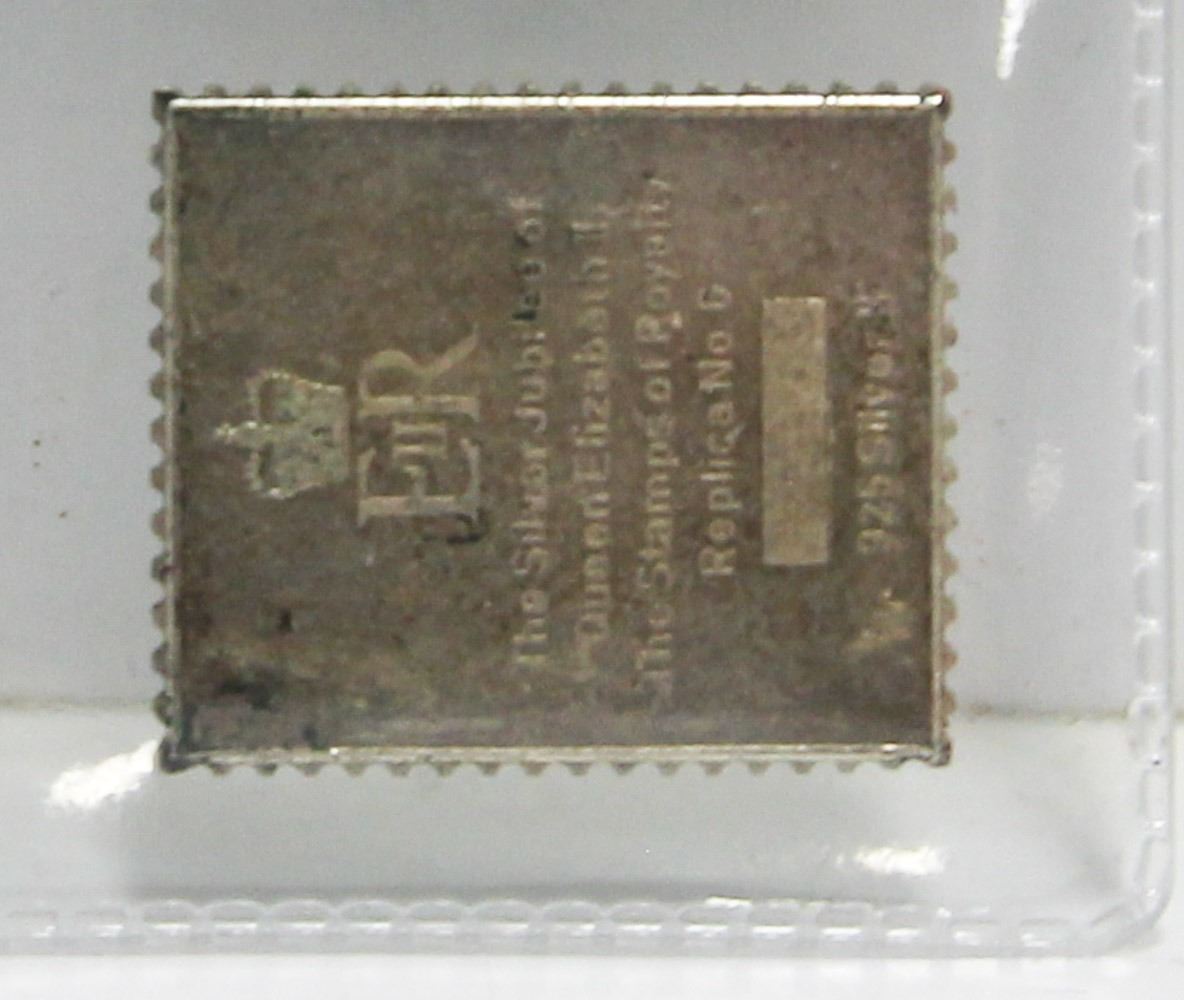 EIIR
The Silver Jubilee of
Queen Elizabeth II
The Stamps of Royalty
Replica No 6
925 Silver